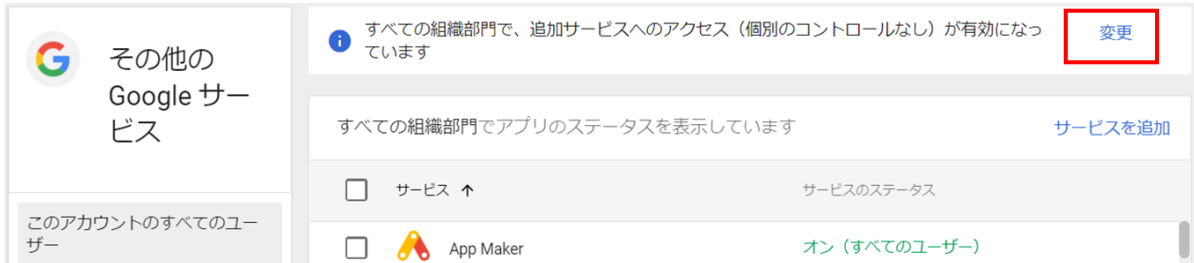 その他の
Google サー
ビス
このアカウントのすべてのユー
ザー
すべての組織部門で、追加サービスへのアクセス（個別のコントロールなし）が有効になっ
ています
変更
すべての組織部門でアプリのステータスを表示しています
サービスを追加
サービス ↑
サービスのステータス
App Maker
オン（すべてのユーザー）